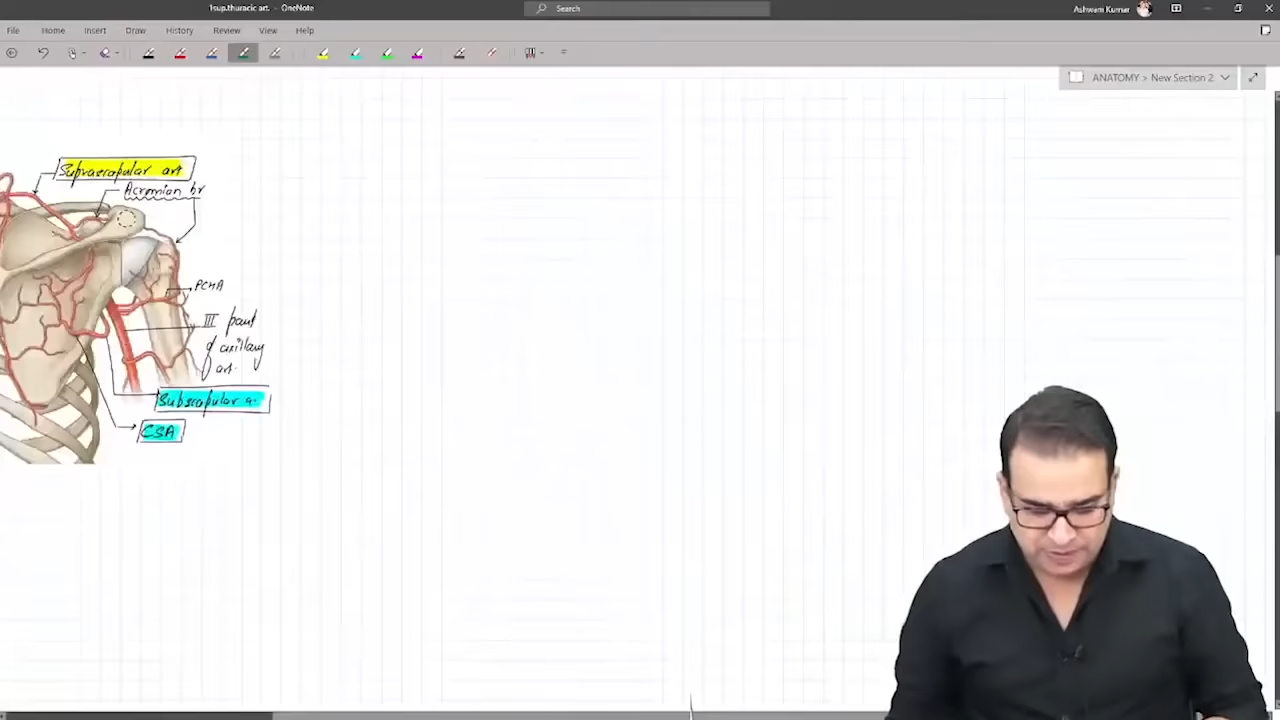 1sup.thoracic art. - OneNote
Search
Ashwani Kumar
File Home Insert Draw History Review View Help
ANATOMY > New Section 2
Suprascapular art
Acromian br
PCHA
III part
of axillary
art.
Subscapular a.
CSA